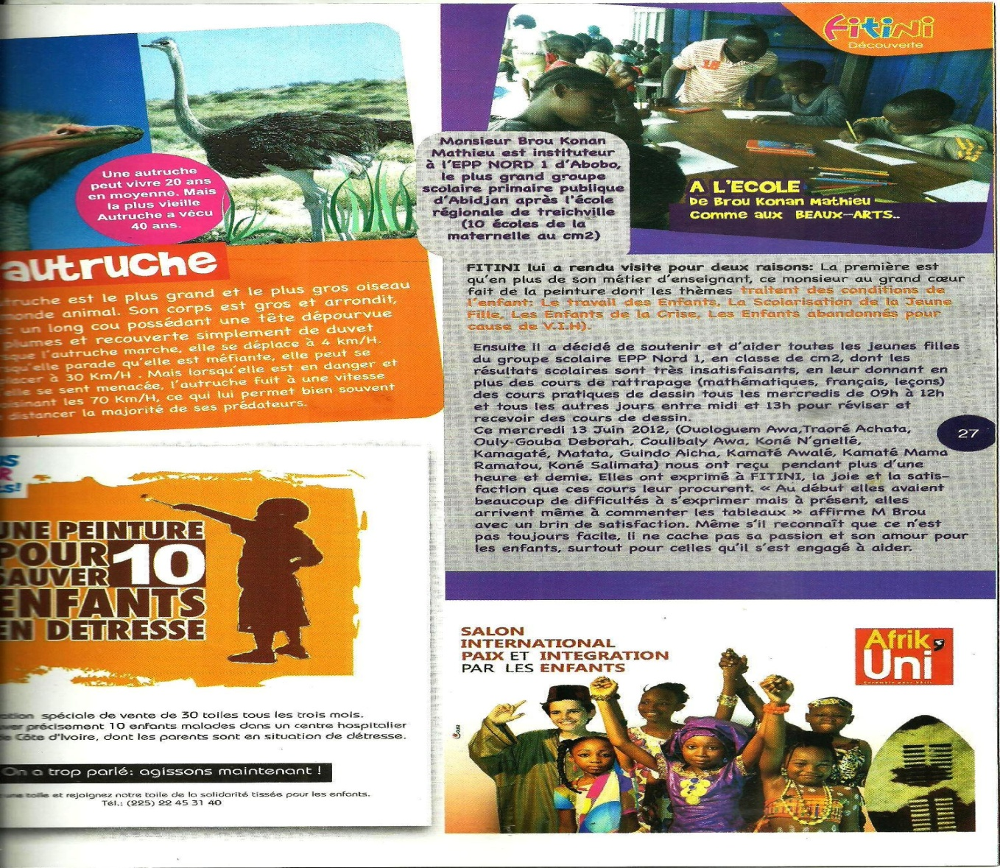 Une autruche
peut vivre 20 ans
en moyenne. Mais
la plus vieille
Autruche a vécu
40 ans.
autruche
est le plus grand et le plus gros oiseau
animal. Son corps est gros et arrondit,
un long cou possédant une tête dépourvue
plumes et recouverte simplement de duvet
l'autruche marche, elle se déplace à 4 km/H.
elle parade qu'elle est méfiante, elle peut se
à 30 Km/H . Mais lorsqu'elle est en danger et
elle se sent menacée, l'autruche fuit à une vitesse
les 70 Km/H, ce qui lui permet bien souvent
distancer la majorité de ses prédateurs.
UNE PEINTURE
POUR 10
SAUVER
ENFANTS
EN DETRESSE
spéciale de vente de 30 toiles tous les trois mois.
précisement 10 enfants malades dans un centre hospitalier
Côte d'Ivoire, dont les parents sont en situation de détresse.
On a trop parlé: agissons maintenant !
une toile et rejoignez notre toile de la solidarité tissée pour les enfants.
Tél.: (225) 22 45 31 40
Fitini
Découverte
Monsieur Brou Konan
Mathieu est instituteur
à l'EPP NORD 1 d'Abobo,
le plus grand groupe
scolaire primaire publique
d'Abidjan après l'école
régionale de treichville
(10 écoles de la
maternelle au cm2)
A L'ECOLE
De Brou Konan Mathieu
Comme aux BEAUX-ARTS..
FITINI lui a rendu visite pour deux raisons: La première est
qu'en plus de son métier d'enseignant, ce monsieur au grand cœur
fait de la peinture dont les thèmes traitent des conditions de
l'enfant: Le travail des Enfants, La Scolarisation de la Jeune
Fille, Les Enfants de la Crise, Les Enfants abandonnés pour
cause de V.I.H).
Ensuite il a décidé de soutenir et d'aider toutes les jeunes filles
du groupe scolaire EPP Nord 1, en classe de cm2, dont les
résultats scolaires sont très insatisfaisants, en leur donnant en
plus des cours de rattrapage (mathématiques, français, leçons)
des cours pratiques de dessin tous les mercredis de 09h à 12h
et tous les autres jours entre midi et 13h pour réviser et
recevoir des cours de dessin.
Ce mercredi 13 Juin 2012, (Ouologuem Awa,Traoré Achata,
Ouly-Gouba Deborah, Coulibaly Awa, Koné N'gnellé,
Kamagaté, Matata, Guindo Aicha, Kamaté Awalé, Kamaté Mama
Ramatou, Koné Salimata) nous ont reçu pendant plus d'une
heure et demie. Elles ont exprimé à FITINI, la joie et la satis-
faction que ces cours leur procurent. « Au début elles avaient
beaucoup de difficultés à s'exprimer mais à présent, elles
arrivent même à commenter les tableaux » affirme M Brou
avec un brin de satisfaction. Même s'il reconnaît que ce n'est
pas toujours facile, il ne cache pas sa passion et son amour pour
les enfants, surtout pour celles qu'il s'est engagé à aider.
27
SALON
INTERNATIONAL
PAIX ET INTEGRATION
PAR LES ENFANTS
Afrik
Uni